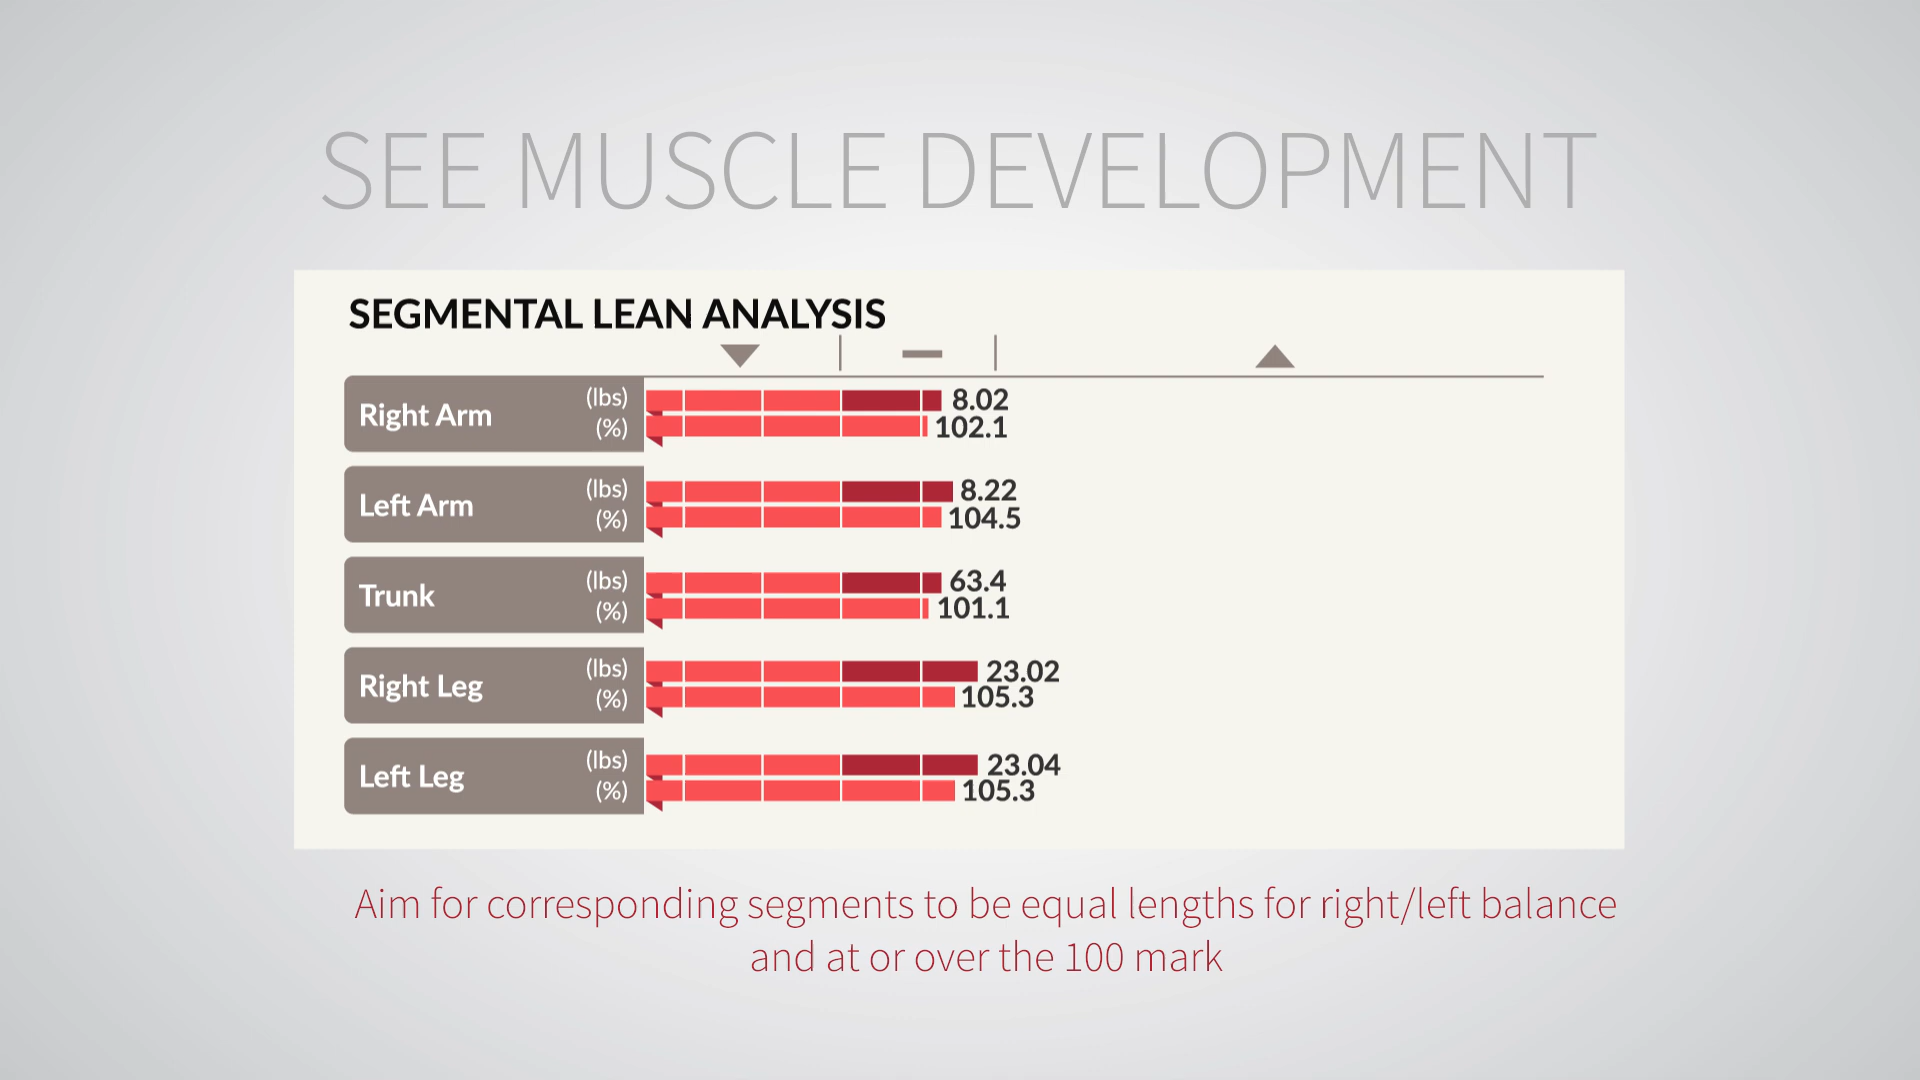 SEE MUSCLE DEVELOPMENT
SEGMENTAL LEAN ANALYSIS
Right Arm (lbs) 8.02
(%) 102.1
Left Arm (lbs) 8.22
(%) 104.5
Trunk (lbs) 63.4
(%) 101.1
Right Leg (lbs) 23.02
(%) 105.3
Left Leg (lbs) 23.04
(%) 105.3
Aim for corresponding segments to be equal lengths for right/left balance
and at or over the 100 mark